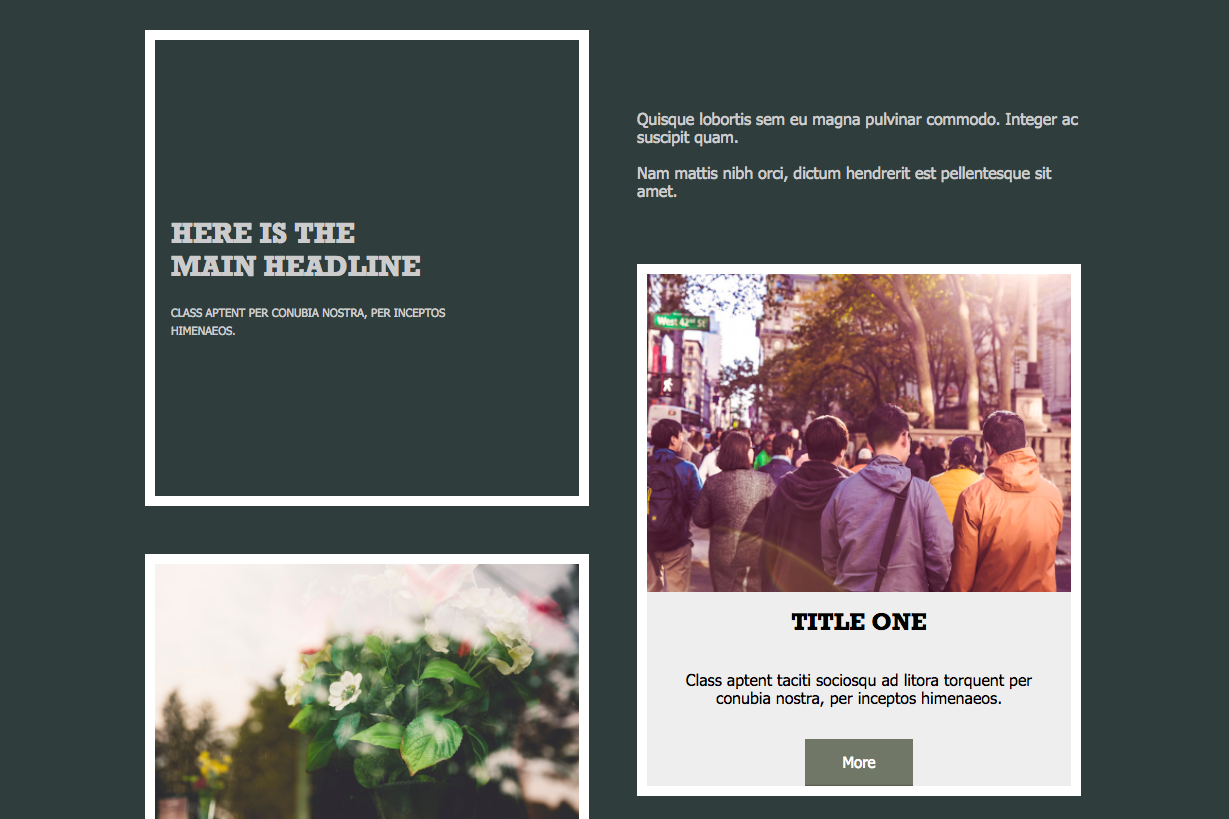 HERE IS THE
MAIN HEADLINE
CLASS APTENT PER CONUBIA NOSTRA, PER INCEPTOS
HIMENAEOS.
Quisque lobortis sem eu magna pulvinar commodo. Integer ac
suscipit quam.
Nam mattis nibh orci, dictum hendrerit est pellentesque sit
amet.
West 42nd St
TITLE ONE
Class aptent taciti sociosqu ad litora torquent per
conubia nostra, per inceptos himenaeos.
More